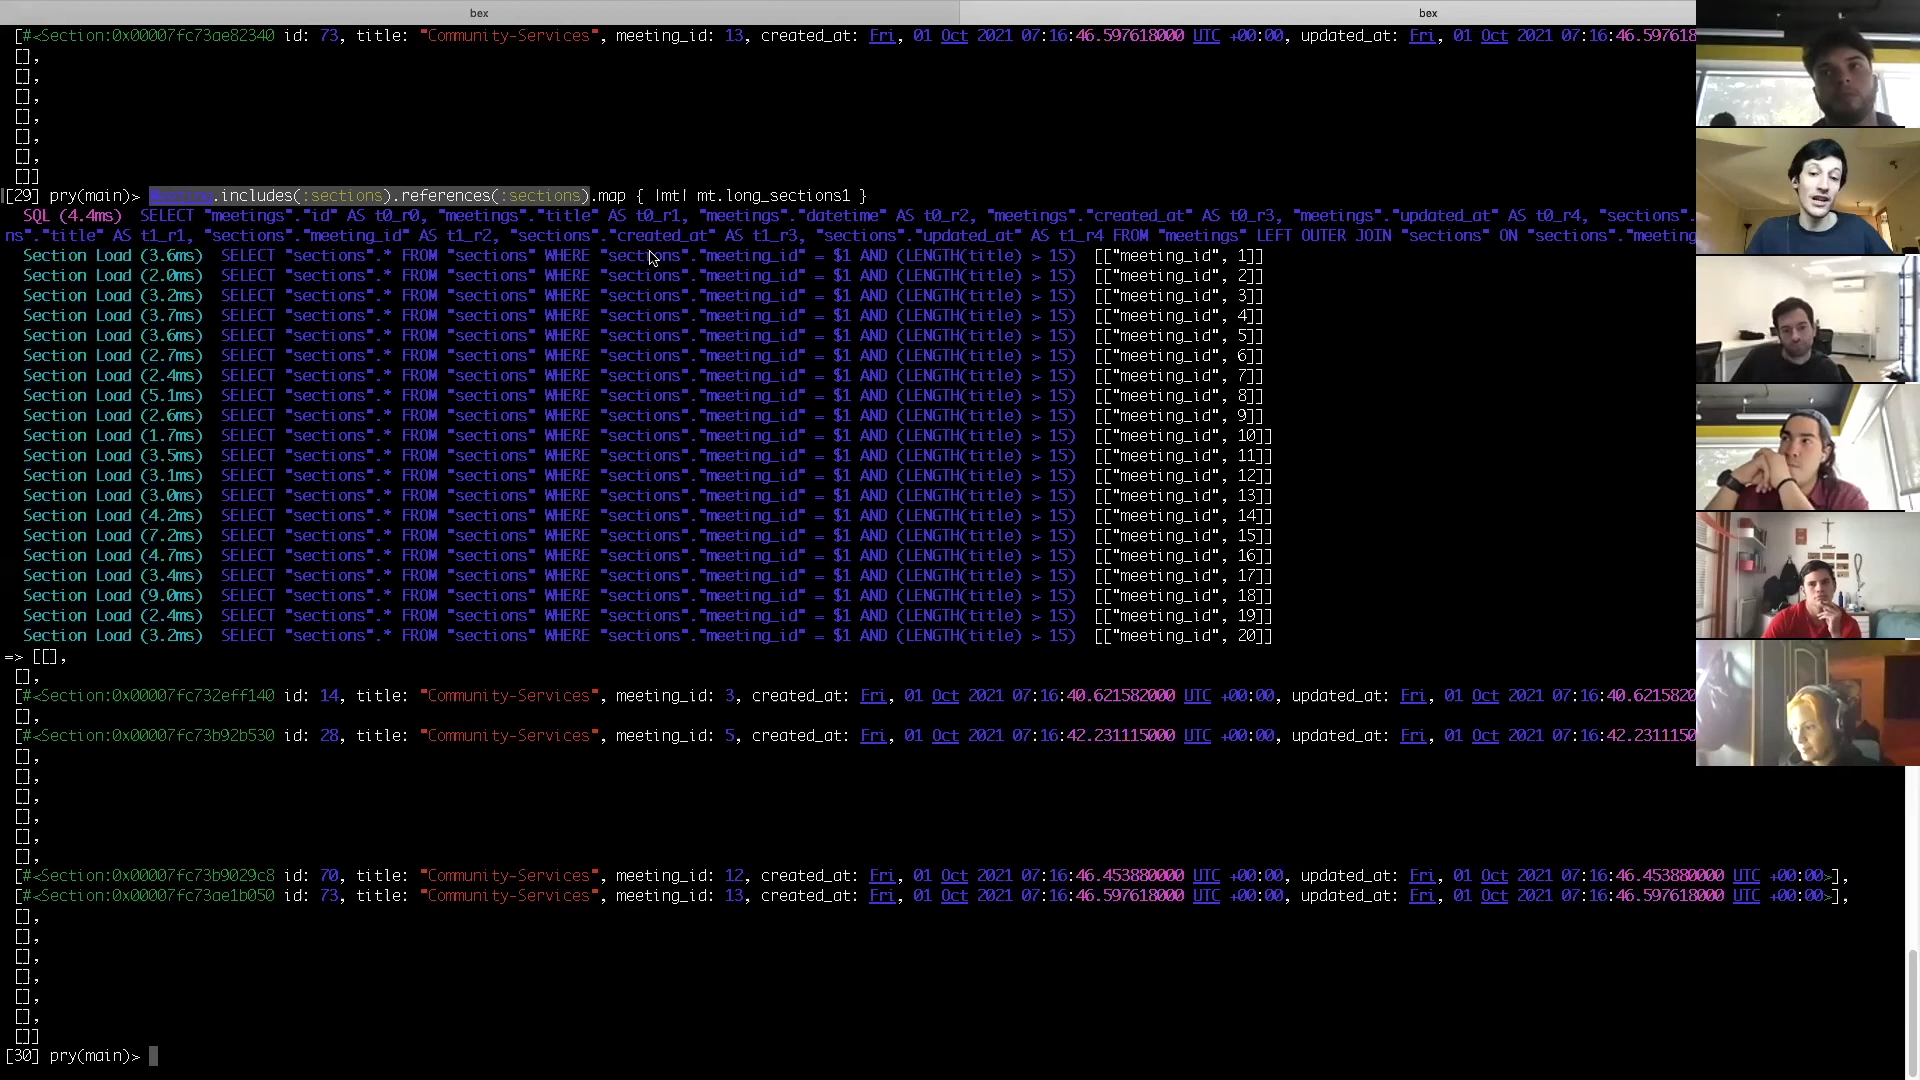 bex
bex
[#<Section:0x00007fc73ae82340 id: 73, title: "Community-Services", meeting_id: 13, created_at: Fri, 01 Oct 2021 07:16:46.597618000 UTC +00:00, updated_at: Fri, 01 Oct 2021 07:16:46.597618
[],
[],
[],
[],
[],
[],
[]]
[29] pry(main)> Meeting.includes(:sections).references(:sections).map { |mt| mt.long_sections1 }
SQL (4.4ms)  SELECT "meetings"."id" AS t0_r0, "meetings"."title" AS t0_r1, "meetings"."datetime" AS t0_r2, "meetings"."created_at" AS t0_r3, "meetings"."updated_at" AS t0_r4, "sections".
ns"."title" AS t1_r1, "sections"."meeting_id" AS t1_r2, "sections"."created_at" AS t1_r3, "sections"."updated_at" AS t1_r4 FROM "meetings" LEFT OUTER JOIN "sections" ON "sections"."meeting
Section Load (3.6ms)  SELECT "sections".* FROM "sections" WHERE "sections"."meeting_id" = $1 AND (LENGTH(title) > 15)  [["meeting_id", 1]]
Section Load (2.0ms)  SELECT "sections".* FROM "sections" WHERE "sections"."meeting_id" = $1 AND (LENGTH(title) > 15)  [["meeting_id", 2]]
Section Load (3.2ms)  SELECT "sections".* FROM "sections" WHERE "sections"."meeting_id" = $1 AND (LENGTH(title) > 15)  [["meeting_id", 3]]
Section Load (3.7ms)  SELECT "sections".* FROM "sections" WHERE "sections"."meeting_id" = $1 AND (LENGTH(title) > 15)  [["meeting_id", 4]]
Section Load (3.6ms)  SELECT "sections".* FROM "sections" WHERE "sections"."meeting_id" = $1 AND (LENGTH(title) > 15)  [["meeting_id", 5]]
Section Load (2.7ms)  SELECT "sections".* FROM "sections" WHERE "sections"."meeting_id" = $1 AND (LENGTH(title) > 15)  [["meeting_id", 6]]
Section Load (2.4ms)  SELECT "sections".* FROM "sections" WHERE "sections"."meeting_id" = $1 AND (LENGTH(title) > 15)  [["meeting_id", 7]]
Section Load (5.1ms)  SELECT "sections".* FROM "sections" WHERE "sections"."meeting_id" = $1 AND (LENGTH(title) > 15)  [["meeting_id", 8]]
Section Load (2.6ms)  SELECT "sections".* FROM "sections" WHERE "sections"."meeting_id" = $1 AND (LENGTH(title) > 15)  [["meeting_id", 9]]
Section Load (1.7ms)  SELECT "sections".* FROM "sections" WHERE "sections"."meeting_id" = $1 AND (LENGTH(title) > 15)  [["meeting_id", 10]]
Section Load (3.5ms)  SELECT "sections".* FROM "sections" WHERE "sections"."meeting_id" = $1 AND (LENGTH(title) > 15)  [["meeting_id", 11]]
Section Load (3.1ms)  SELECT "sections".* FROM "sections" WHERE "sections"."meeting_id" = $1 AND (LENGTH(title) > 15)  [["meeting_id", 12]]
Section Load (3.0ms)  SELECT "sections".* FROM "sections" WHERE "sections"."meeting_id" = $1 AND (LENGTH(title) > 15)  [["meeting_id", 13]]
Section Load (4.2ms)  SELECT "sections".* FROM "sections" WHERE "sections"."meeting_id" = $1 AND (LENGTH(title) > 15)  [["meeting_id", 14]]
Section Load (7.2ms)  SELECT "sections".* FROM "sections" WHERE "sections"."meeting_id" = $1 AND (LENGTH(title) > 15)  [["meeting_id", 15]]
Section Load (4.7ms)  SELECT "sections".* FROM "sections" WHERE "sections"."meeting_id" = $1 AND (LENGTH(title) > 15)  [["meeting_id", 16]]
Section Load (3.4ms)  SELECT "sections".* FROM "sections" WHERE "sections"."meeting_id" = $1 AND (LENGTH(title) > 15)  [["meeting_id", 17]]
Section Load (9.0ms)  SELECT "sections".* FROM "sections" WHERE "sections"."meeting_id" = $1 AND (LENGTH(title) > 15)  [["meeting_id", 18]]
Section Load (2.4ms)  SELECT "sections".* FROM "sections" WHERE "sections"."meeting_id" = $1 AND (LENGTH(title) > 15)  [["meeting_id", 19]]
Section Load (3.2ms)  SELECT "sections".* FROM "sections" WHERE "sections"."meeting_id" = $1 AND (LENGTH(title) > 15)  [["meeting_id", 20]]
=> [[],
[],
[#<Section:0x00007fc732eff140 id: 14, title: "Community-Services", meeting_id: 3, created_at: Fri, 01 Oct 2021 07:16:40.621582000 UTC +00:00, updated_at: Fri, 01 Oct 2021 07:16:40.6215820
[],
[#<Section:0x00007fc73b92b530 id: 28, title: "Community-Services", meeting_id: 5, created_at: Fri, 01 Oct 2021 07:16:42.231115000 UTC +00:00, updated_at: Fri, 01 Oct 2021 07:16:42.2311150
[],
[],
[],
[],
[],
[],
[#<Section:0x00007fc73b9029c8 id: 70, title: "Community-Services", meeting_id: 12, created_at: Fri, 01 Oct 2021 07:16:46.453880000 UTC +00:00, updated_at: Fri, 01 Oct 2021 07:16:46.453880000 UTC +00:00>],
[#<Section:0x00007fc73ae1b050 id: 73, title: "Community-Services", meeting_id: 13, created_at: Fri, 01 Oct 2021 07:16:46.597618000 UTC +00:00, updated_at: Fri, 01 Oct 2021 07:16:46.597618000 UTC +00:00>],
[],
[],
[],
[],
[],
[],
[]]
[30] pry(main)>